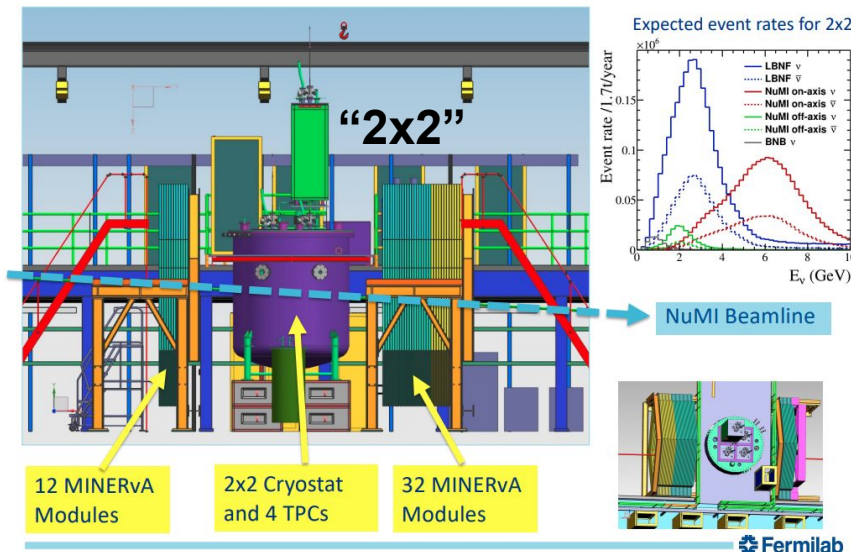 Expected event rates for 2x2
×10⁶
Event rate /1.7t/year
0.15
0.1
0.05
0
0
2
4
6
8
10
Eν (GeV)
LBNF ν
LBNF ν̅
NuMI on-axis ν
NuMI on-axis ν̅
NuMI off-axis ν
NuMI off-axis ν̅
BNB ν
“2x2”
NuMI Beamline
12 MINERvA
Modules
2x2 Cryostat
and 4 TPCs
32 MINERvA
Modules
Fermilab